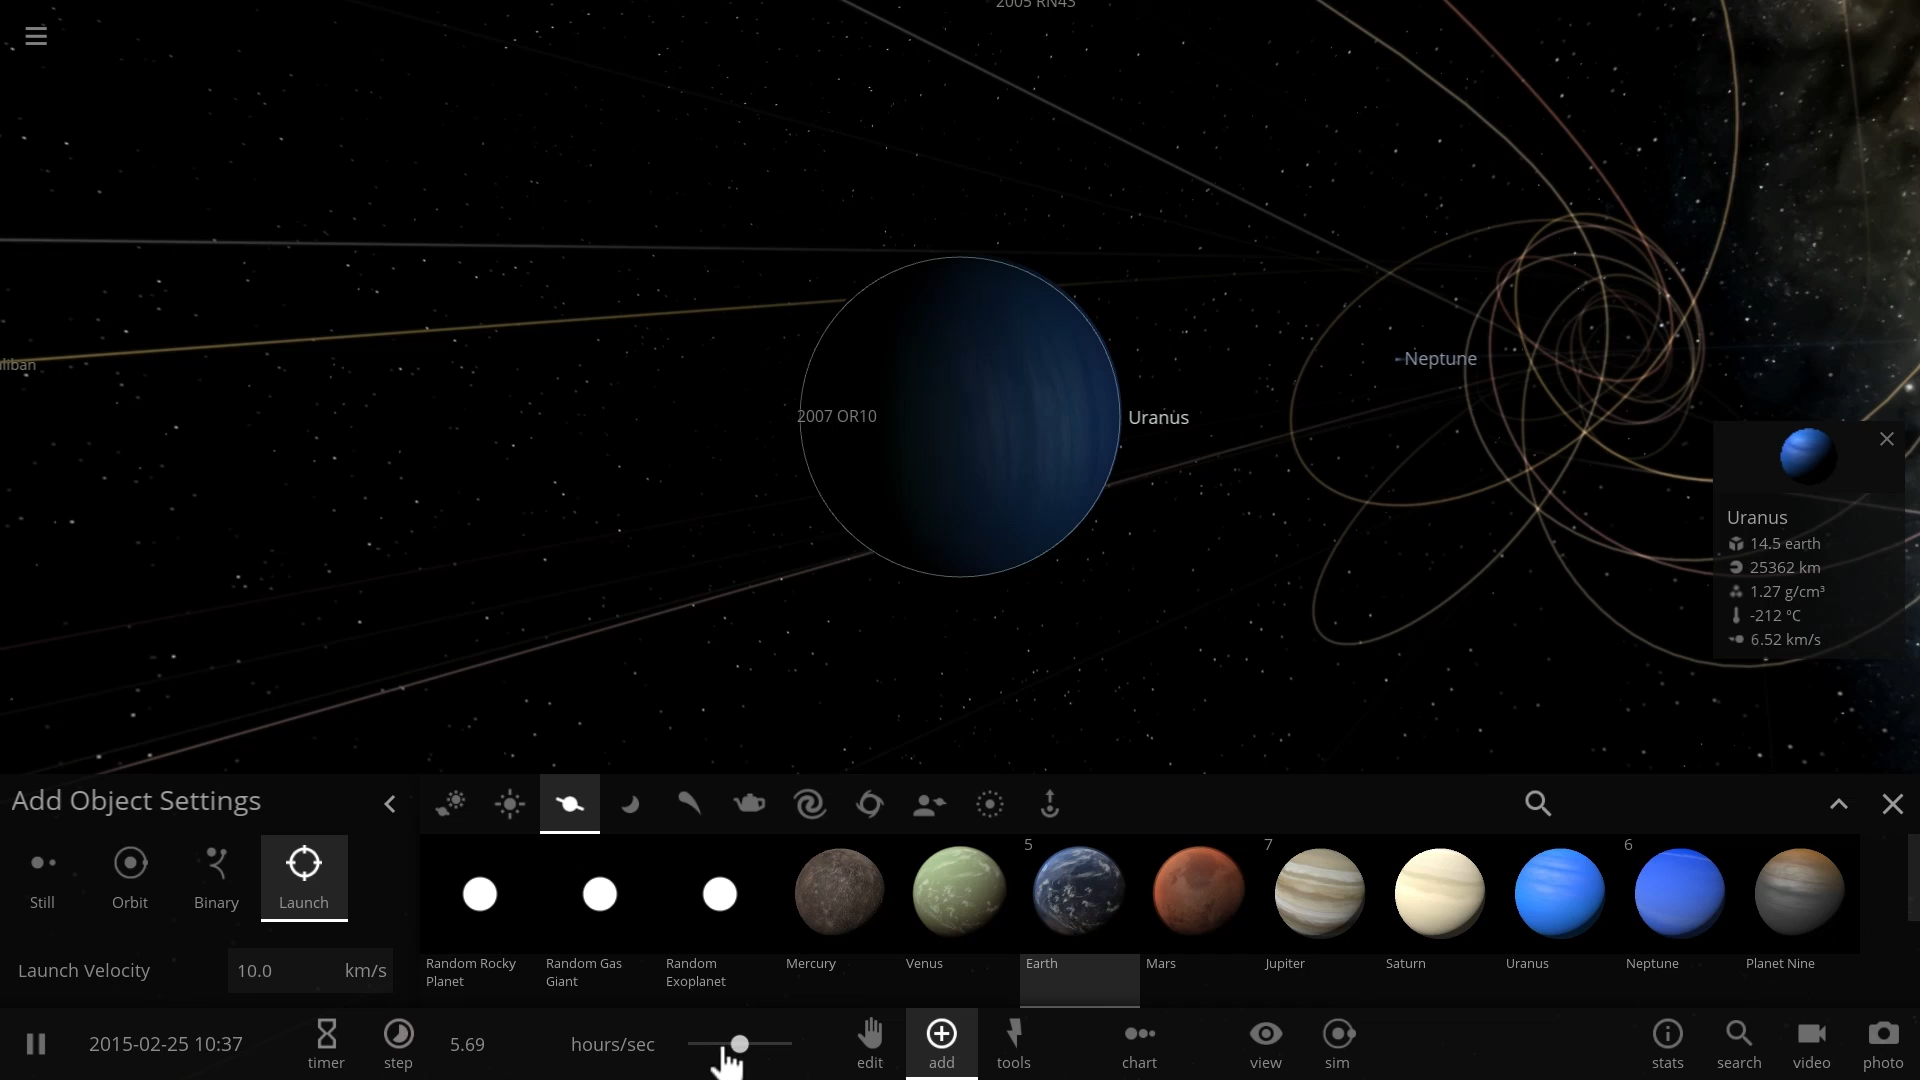 2005 RN43
liban
2007 OR10
Uranus
Neptune
Uranus
14.5 earth
25362 km
1.27 g/cm³
-212 °C
6.52 km/s
Add Object Settings
Still
Orbit
Binary
Launch
Launch Velocity
10.0 km/s
5
7
6
Random Rocky
Planet
Random Gas
Giant
Random
Exoplanet
Mercury
Venus
Earth
Mars
Jupiter
Saturn
Uranus
Neptune
Planet Nine
2015-02-25 10:37
timer
step
5.69 hours/sec
edit
add
tools
chart
view
sim
stats
search
video
photo